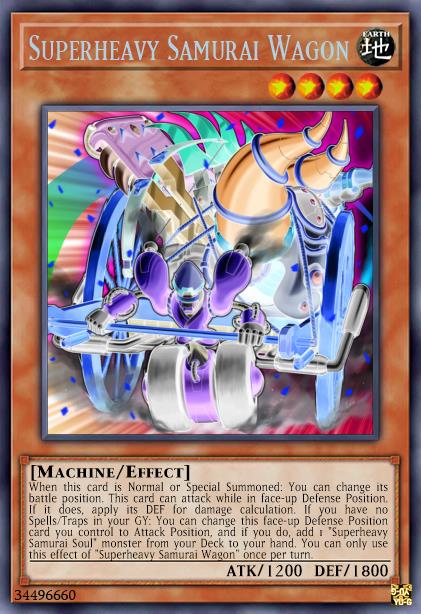 Superheavy Samurai Wagon
EARTH
地
[Machine/Effect]
When this card is Normal or Special Summoned: You can change its
battle position. This card can attack while in face-up Defense Position.
If it does, apply its DEF for damage calculation. If you have no
Spells/Traps in your GY: You can change this face-up Defense Position
card you control to Attack Position, and if you do, add 1 "Superheavy
Samurai Soul" monster from your Deck to your hand. You can only use
this effect of "Superheavy Samurai Wagon" once per turn.
ATK/1200 DEF/1800
34496660